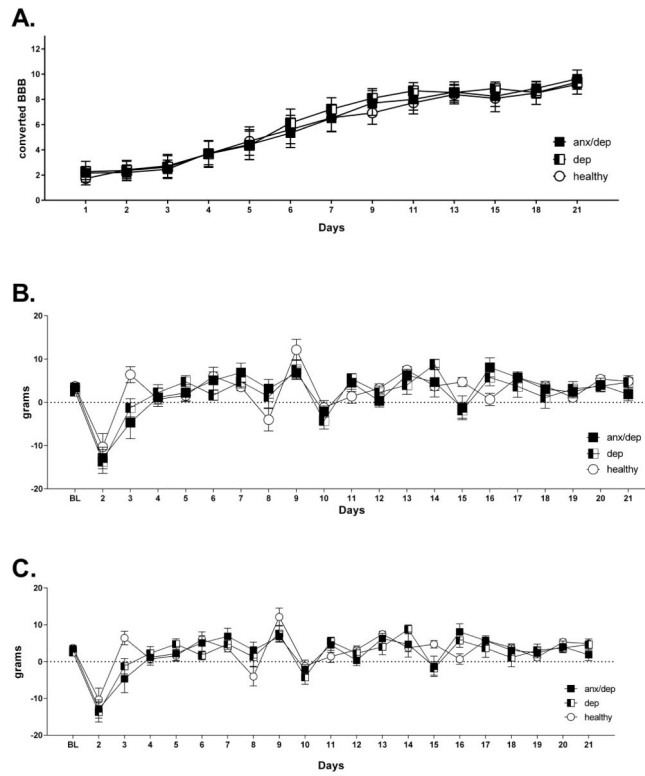 A.
converted BBB
12
10
8
6
4
2
0
1 2 3 4 5 6 7 9 11 13 15 18 21
Days
anx/dep
dep
healthy
B.
grams
20
10
0
-10
-20
BL 2 3 4 5 6 7 8 9 10 11 12 13 14 15 16 17 18 19 20 21
Days
anx/dep
dep
healthy
C.
grams
20
10
0
-10
-20
BL 2 3 4 5 6 7 8 9 10 11 12 13 14 15 16 17 18 19 20 21
Days
anx/dep
dep
healthy